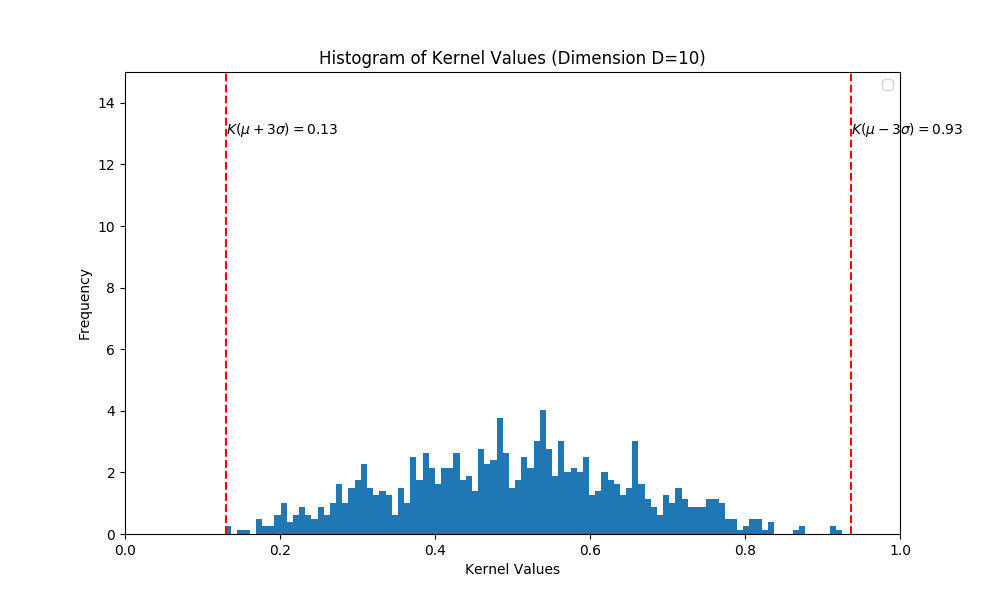 Histogram of Kernel Values (Dimension D=10)
14
12
10
8
6
4
2
0
Frequency
K(μ + 3σ) = 0.13
K(μ − 3σ) = 0.93
0.0
0.2
0.4
0.6
0.8
1.0
Kernel Values